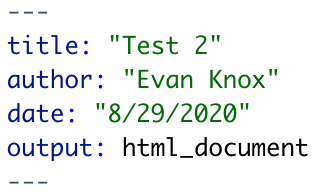 ---
title: "Test 2"
author: "Evan Knox"
date: "8/29/2020"
output: html_document
---